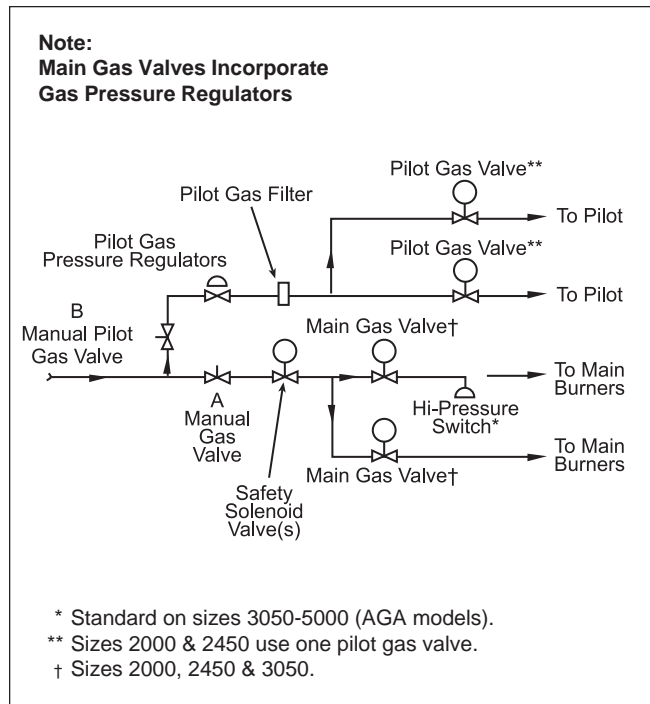 Note:
Main Gas Valves Incorporate
Gas Pressure Regulators
Pilot Gas Valve**
Pilot Gas Filter
To Pilot
Pilot Gas
Pressure Regulators
Pilot Gas Valve**
To Pilot
B
Manual Pilot
Gas Valve
Main Gas Valve†
To Main
Burners
A
Manual
Gas
Valve
Hi-Pressure
Switch*
To Main
Burners
Main Gas Valve†
Safety
Solenoid
Valve(s)
* Standard on sizes 3050-5000 (AGA models).
** Sizes 2000 & 2450 use one pilot gas valve.
† Sizes 2000, 2450 & 3050.